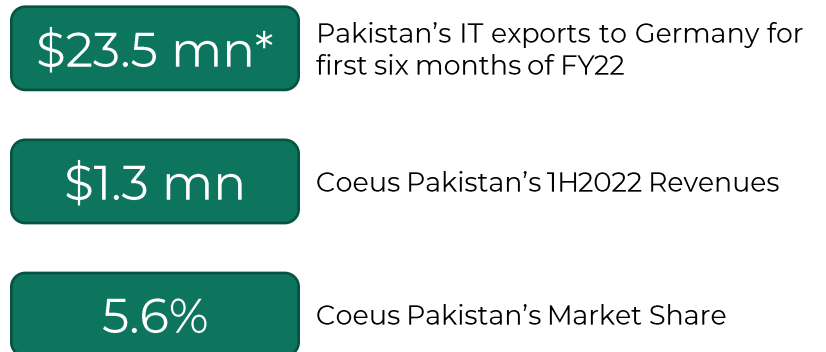 $23.5 mn*
Pakistan’s IT exports to Germany for
first six months of FY22
$1.3 mn
Coeus Pakistan’s 1H2022 Revenues
5.6%
Coeus Pakistan’s Market Share